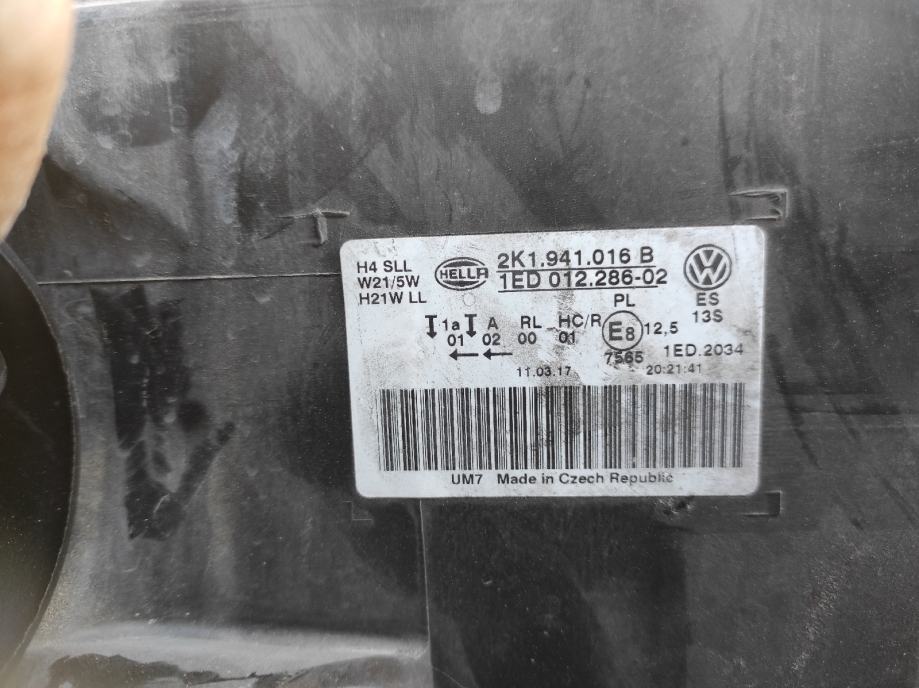 H4 SLL
W21/5W
H21W LL
HELLA
2K1.941.016 B
1ED 012.286-02
VW
PL
ES
13S
1a A RL HC/R E8 12,5
01 02 00 01
7565 1ED.2034
11.03.17 20:21:41
UM7 Made in Czech Republic